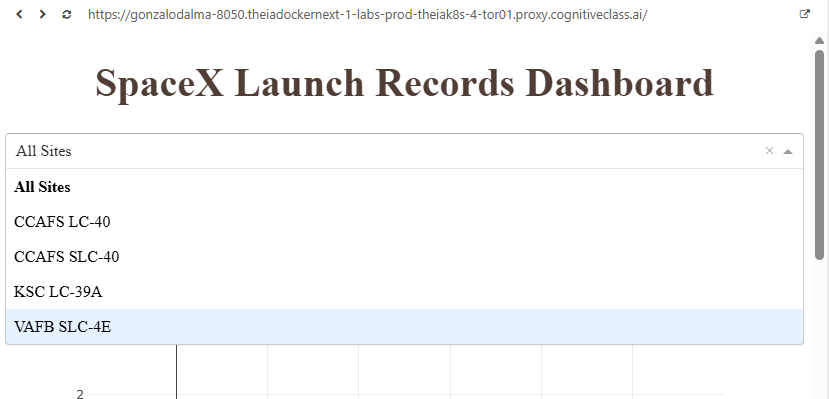 https://gonzalodalma-8050.theiadockernext-1-labs-prod-theiak8s-4-tor01.proxy.cognitiveclass.ai/
SpaceX Launch Records Dashboard
All Sites
All Sites
CCAFS LC-40
CCAFS SLC-40
KSC LC-39A
VAFB SLC-4E
2